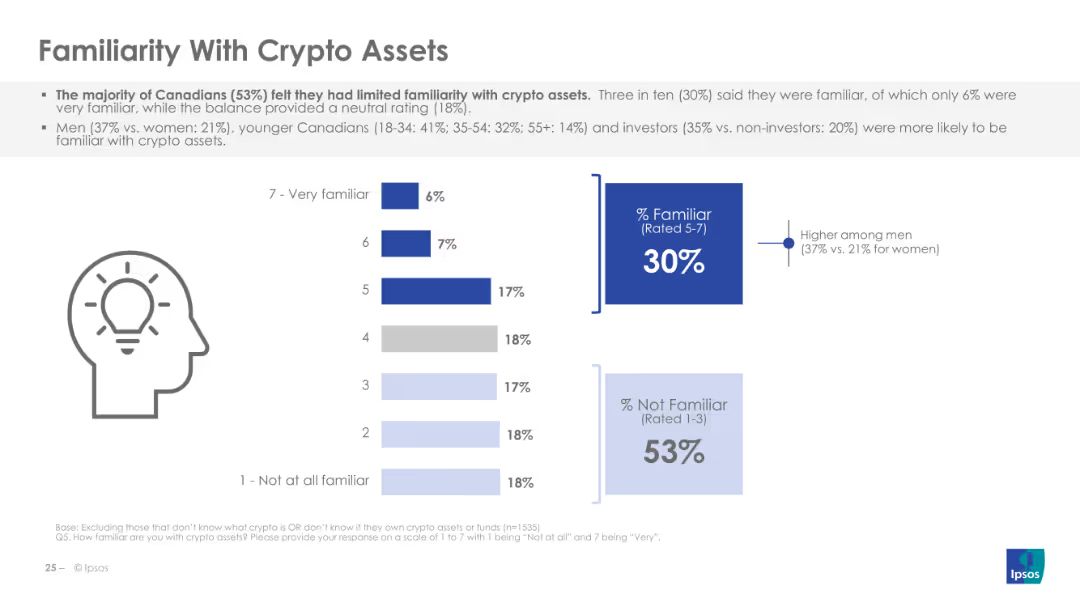 Familiarity With Crypto Assets
▪ The majority of Canadians (53%) felt they had limited familiarity with crypto assets. Three in ten (30%) said they were familiar, of which only 6% were
very familiar, while the balance provided a neutral rating (18%).
▪ Men (37% vs. women: 21%), younger Canadians (18-34: 41%; 35-54: 32%; 55+: 14%) and investors (35% vs. non-investors: 20%) were more likely to be
familiar with crypto assets.
7 - Very familiar 6%
6 7%
5 17%
4 18%
3 17%
2 18%
1 - Not at all familiar 18%
% Familiar
(Rated 5-7)
30%
Higher among men
(37% vs. 21% for women)
% Not Familiar
(Rated 1-3)
53%
Base: Excluding those that don't know what crypto is OR don't know if they own crypto assets or funds (n=1535)
Q5. How familiar are you with crypto assets? Please provide your response on a scale of 1 to 7 with 1 being "Not at all" and 7 being "Very".
25 – © Ipsos
Ipsos